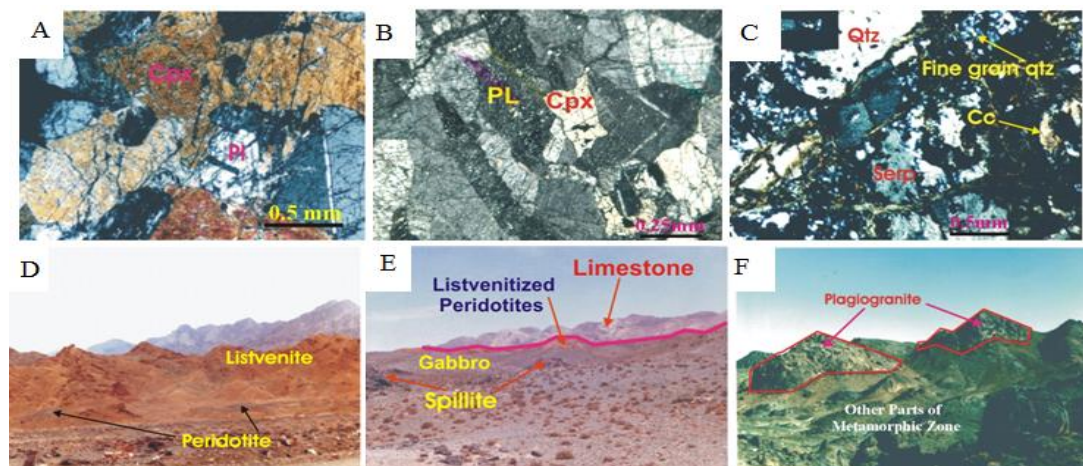 A
Cpx
Pl
0.5 mm
B
PL
Cpx
0.25mm
C
Qtz
Fine grain qtz
Cc
Serp
0.5mm
D
Listvenite
Peridotite
E
Limestone
Listvenitized
Peridotites
Gabbro
Spillite
F
Plagiogranite
Other Parts of
Metamorphic Zone